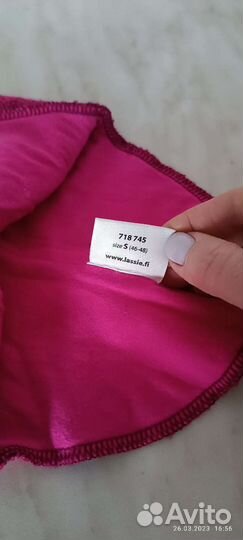 718 745
size S (46-48)
www.lassie.fi
Avito
26.03.2023 16:56